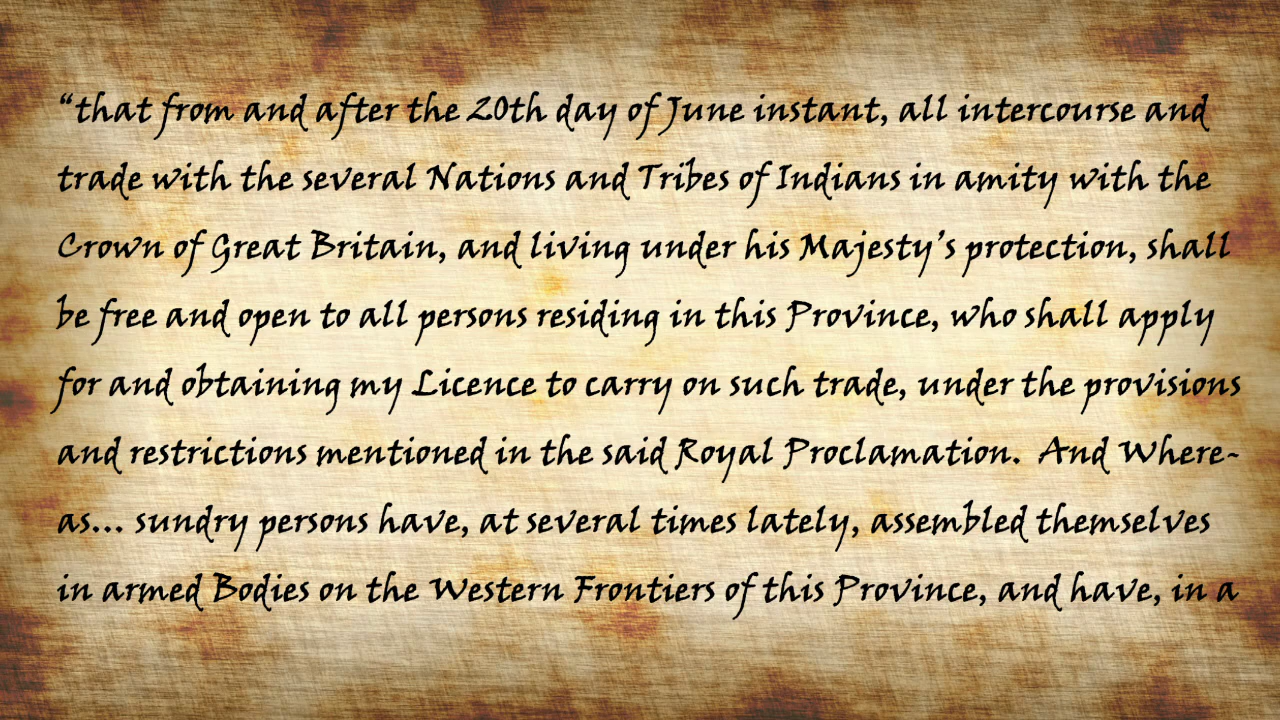 “that from and after the 20th day of June instant, all intercourse and
trade with the several Nations and Tribes of Indians in amity with the
Crown of Great Britain, and living under his Majesty’s protection, shall
be free and open to all persons residing in this Province, who shall apply
for and obtaining my Licence to carry on such trade, under the provisions
and restrictions mentioned in the said Royal Proclamation.  And Where-
as... sundry persons have, at several times lately, assembled themselves
in armed Bodies on the Western Frontiers of this Province, and have, in a